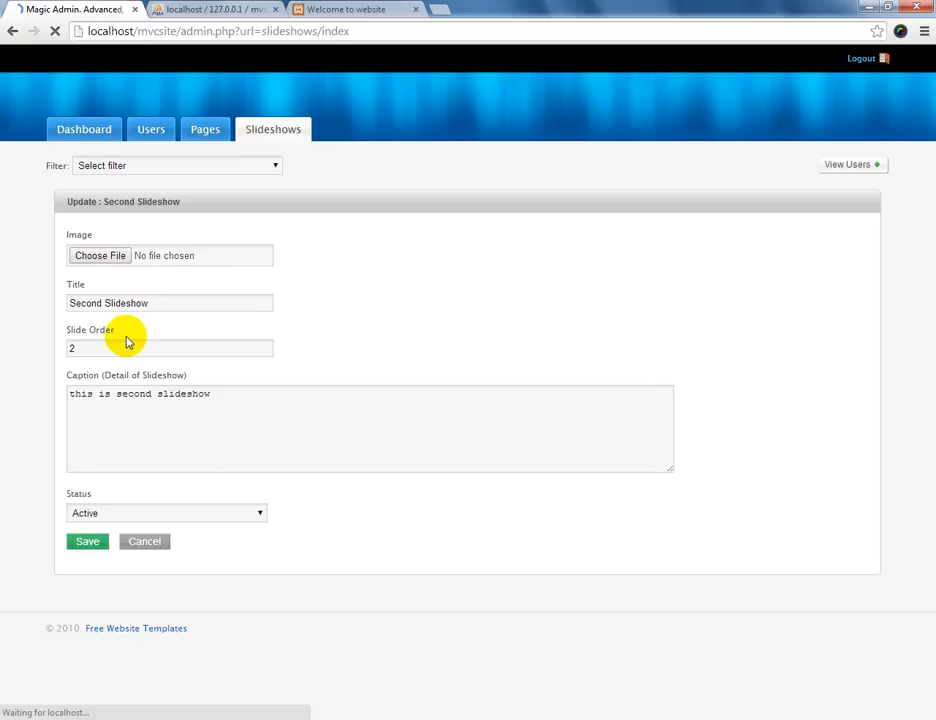 Magic Admin. Advanced,
localhost / 127.0.0.1 / mv
Welcome to website
localhost/mvcsite/admin.php?url=slideshows/index
Logout
Dashboard
Users
Pages
Slideshows
Filter:
Select filter
View Users
Update : Second Slideshow
Image
Choose File No file chosen
Title
Second Slideshow
Slide Order
2
Caption (Detail of Slideshow)
this is second slideshow
Status
Active
Save
Cancel
© 2010. Free Website Templates
Waiting for localhost...